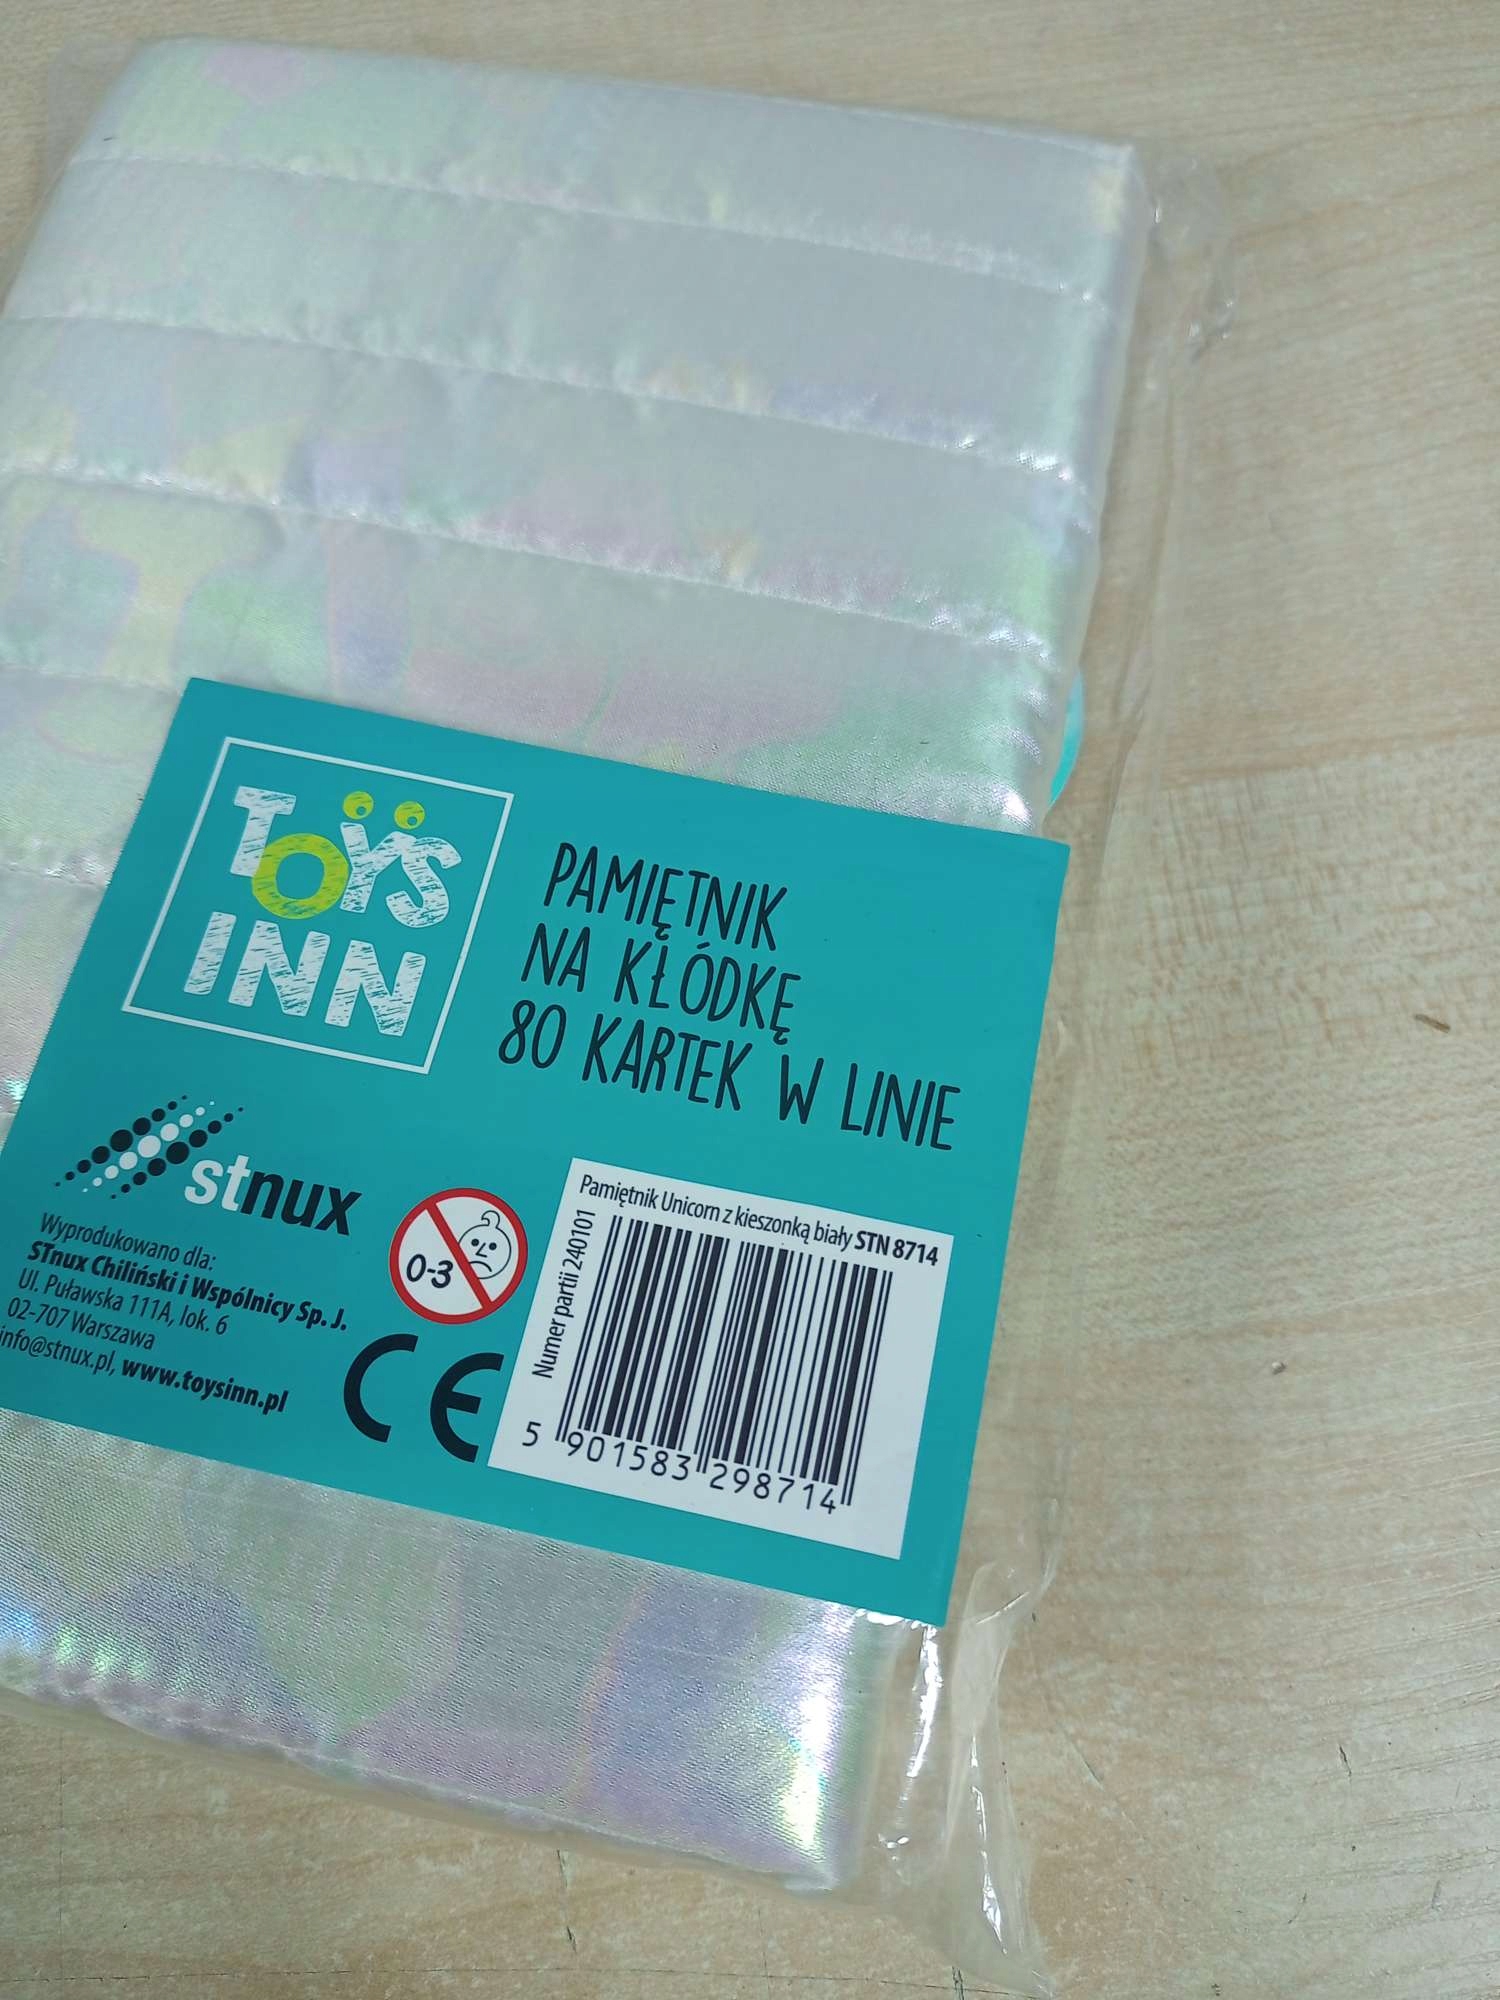 TOYS
INN
PAMIĘTNIK
NA KŁÓDKĘ
80 KARTEK W LINIE
stnux
Wyprodukowano dla:
STnux Chiliński i Wspólnicy Sp. J.
Ul. Puławska 111A, lok. 6
02-707 Warszawa
info@stnux.pl, www.toysinn.pl
0-3
CE
Pamiętnik Unicorn z kieszonką biały STN 8714
Numer partii 240101
5 901583 298714